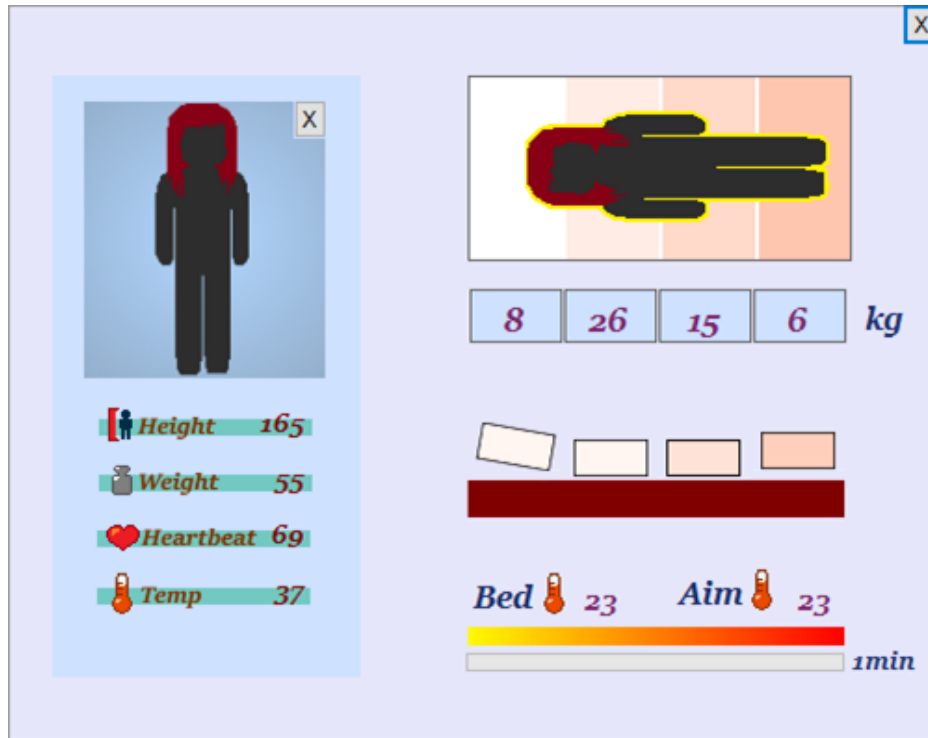 X
X
Height 165
Weight 55
Heartbeat 69
Temp 37
8 26 15 6 kg
Bed 23 Aim 23
1min